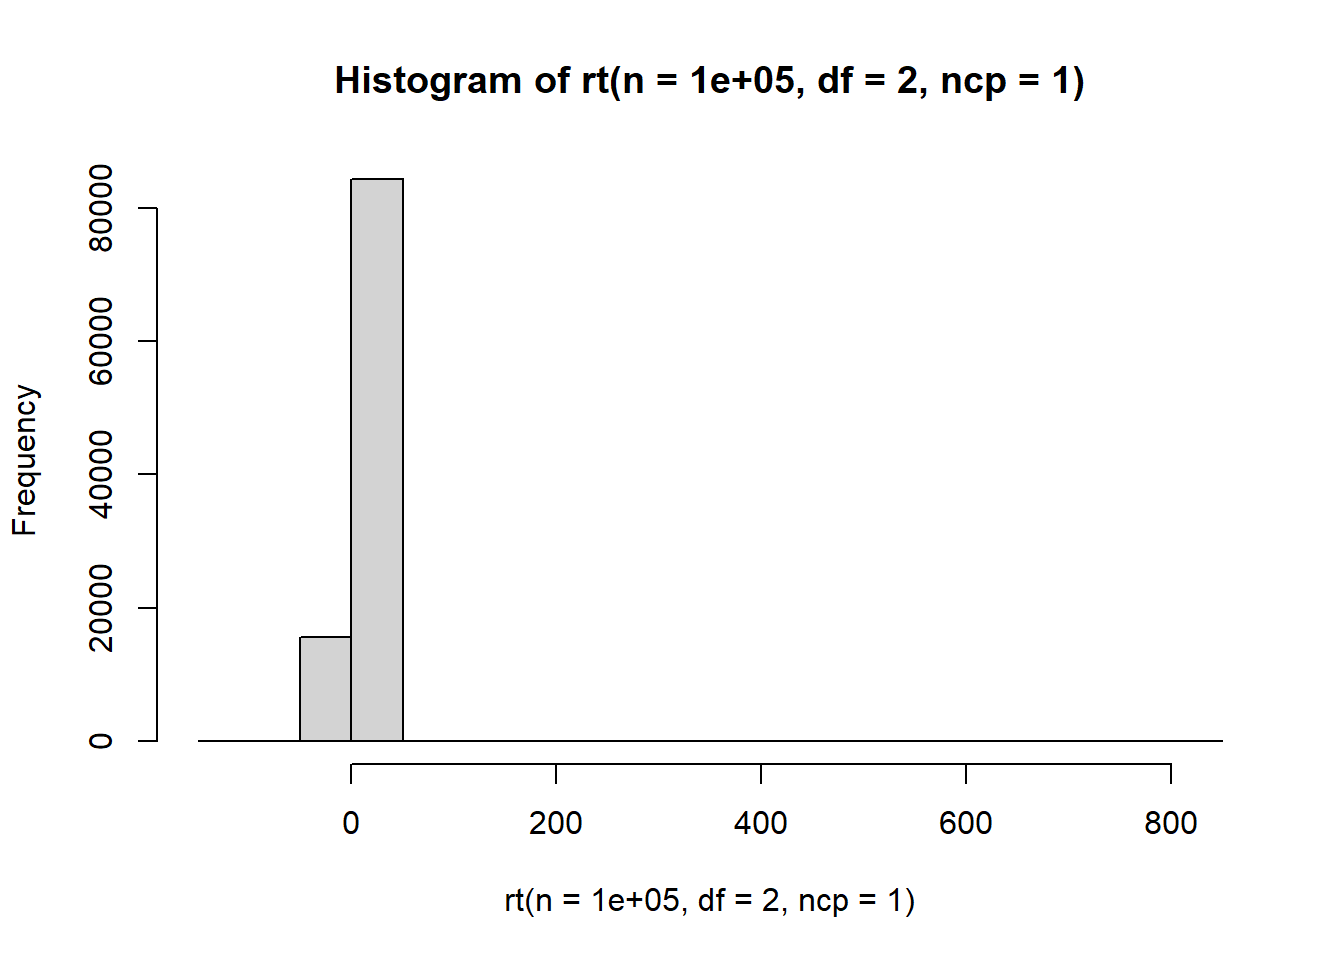 Histogram of rt(n = 1e+05, df = 2, ncp = 1)
Frequency
80000
60000
40000
20000
0
0 200 400 600 800
rt(n = 1e+05, df = 2, ncp = 1)